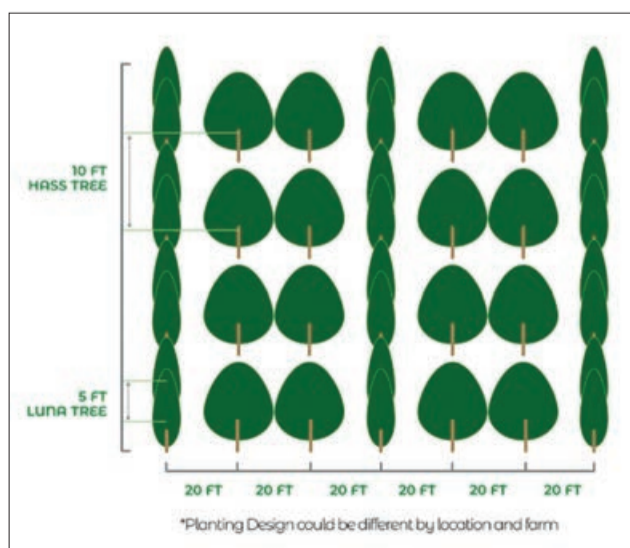 10 FT
HASS TREE
5 FT
LUNA TREE
20 FT 20 FT 20 FT 20 FT 20 FT 20 FT
*Planting Design could be different by location and farm